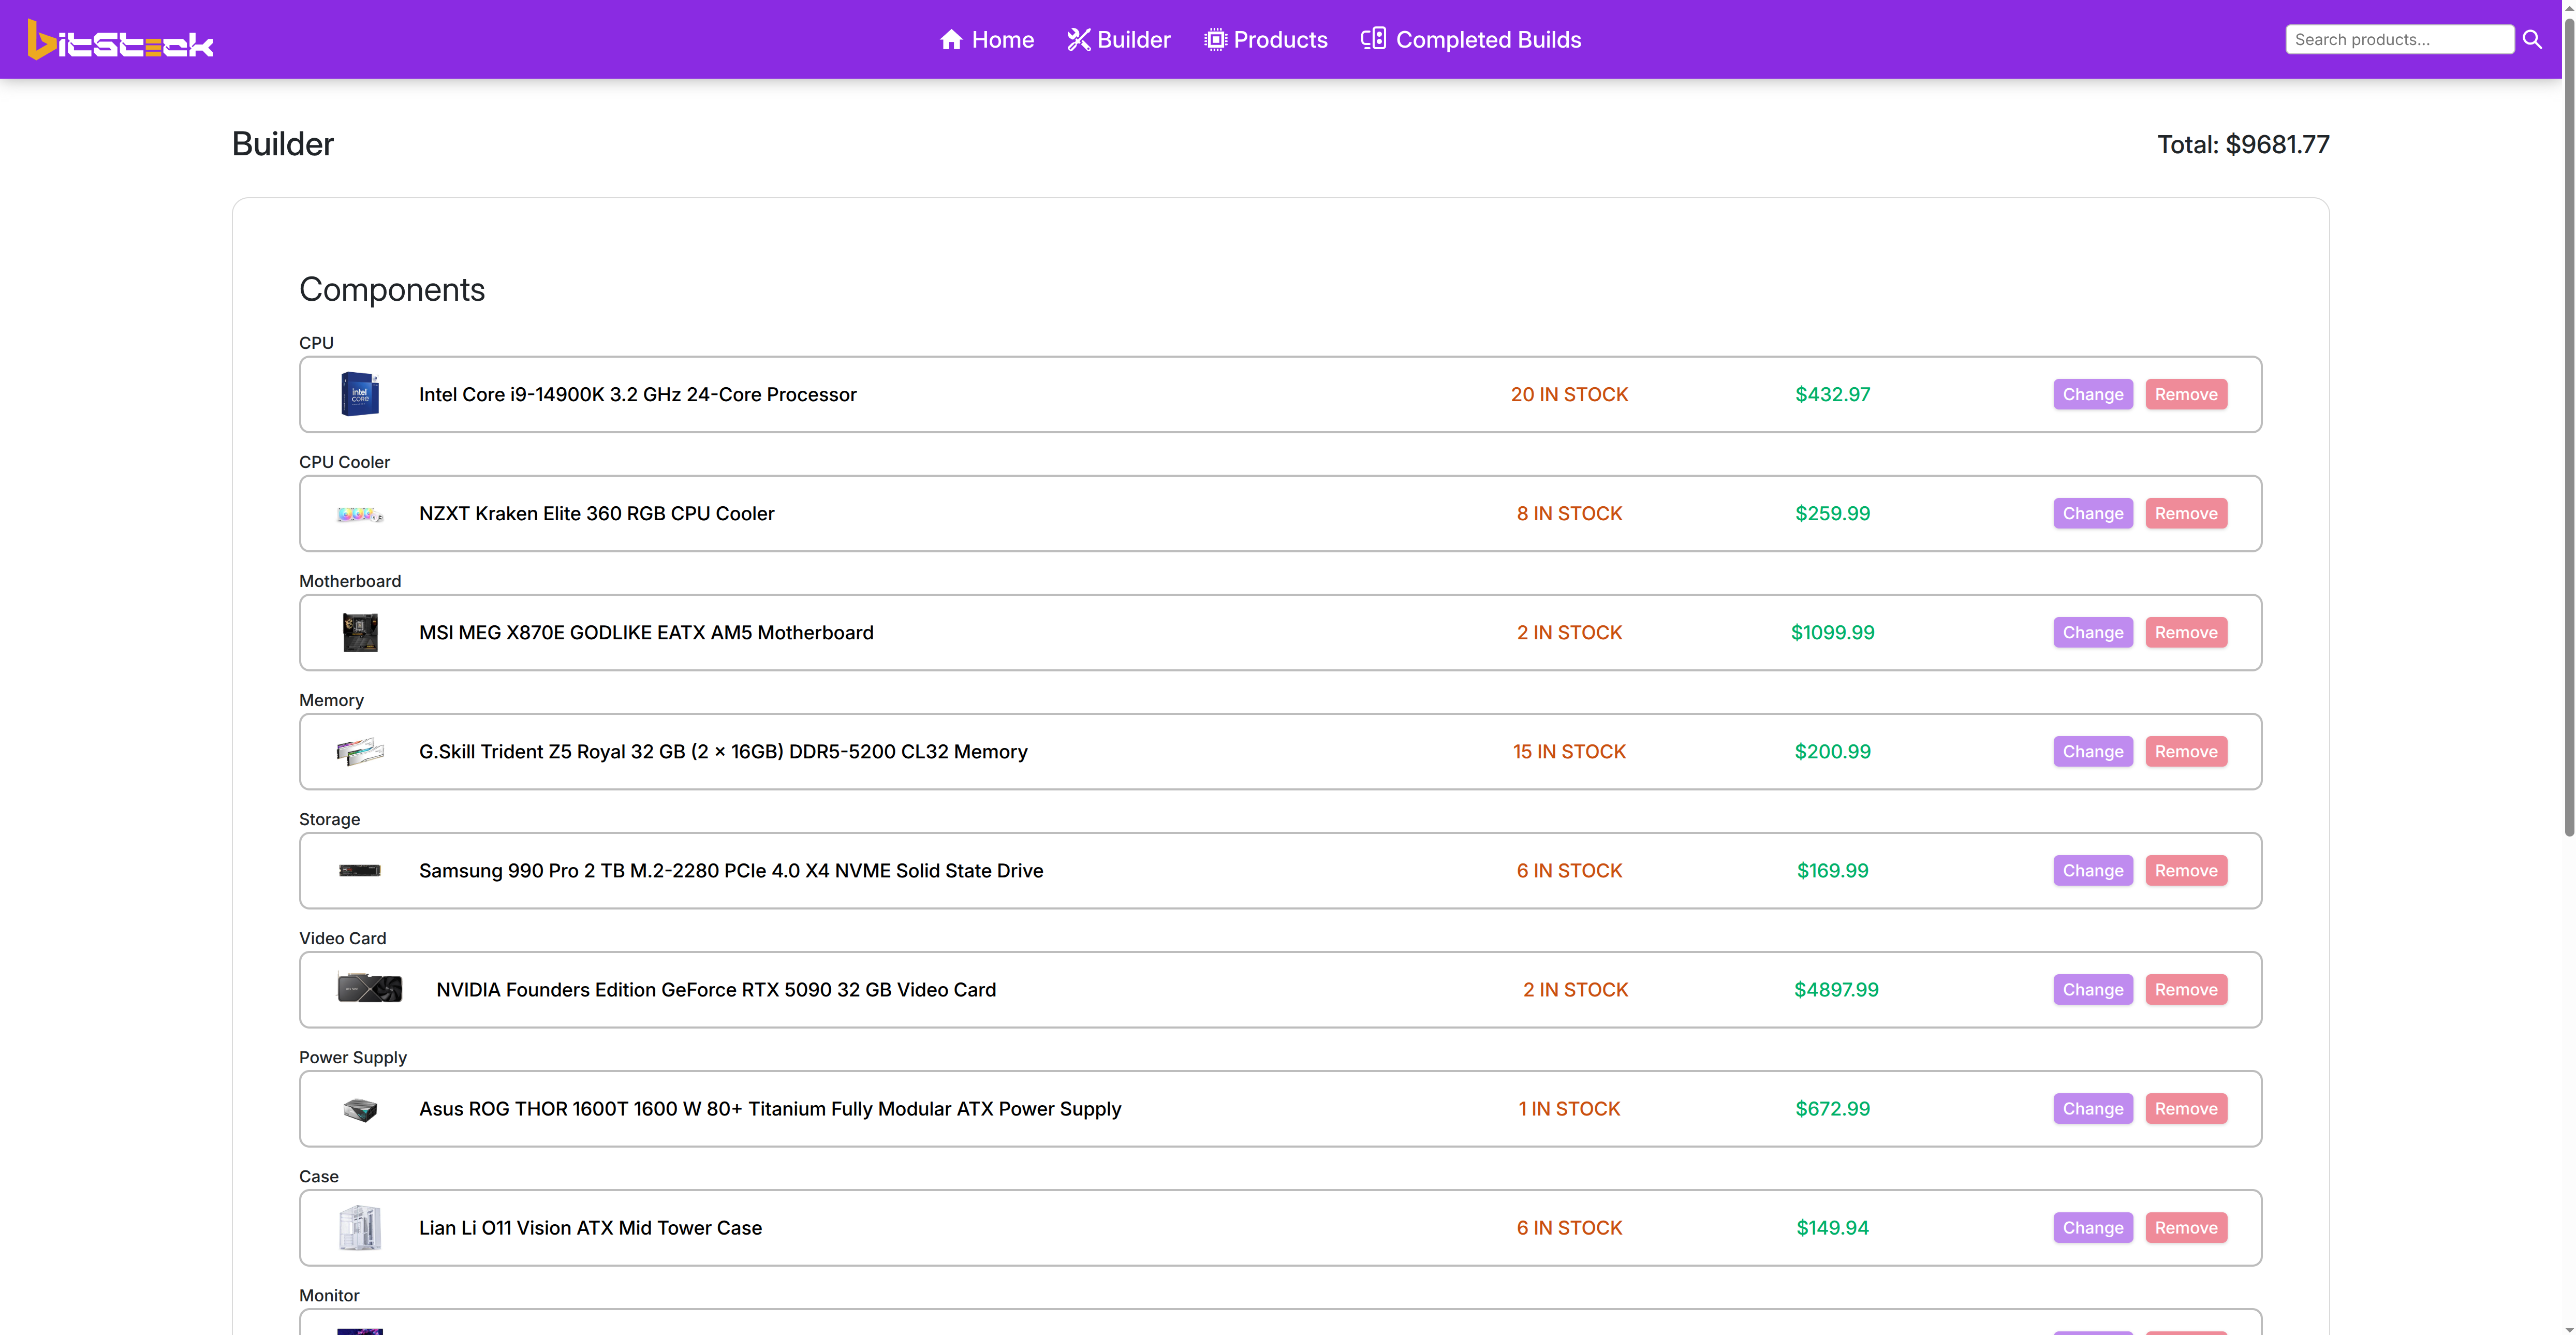 bitStack
Home Builder Products Completed Builds Search products...
Builder Total: $9681.77
Components
CPU
intel CORE Intel Core i9-14900K 3.2 GHz 24-Core Processor 20 IN STOCK $432.97 Change Remove
CPU Cooler
NZXT Kraken Elite 360 RGB CPU Cooler 8 IN STOCK $259.99 Change Remove
Motherboard
MSI MEG X870E GODLIKE EATX AM5 Motherboard 2 IN STOCK $1099.99 Change Remove
Memory
G.Skill Trident Z5 Royal 32 GB (2 × 16GB) DDR5-5200 CL32 Memory 15 IN STOCK $200.99 Change Remove
Storage
Samsung 990 Pro 2 TB M.2-2280 PCIe 4.0 X4 NVME Solid State Drive 6 IN STOCK $169.99 Change Remove
Video Card
NVIDIA Founders Edition GeForce RTX 5090 32 GB Video Card 2 IN STOCK $4897.99 Change Remove
Power Supply
Asus ROG THOR 1600T 1600 W 80+ Titanium Fully Modular ATX Power Supply 1 IN STOCK $672.99 Change Remove
Case
Lian Li O11 Vision ATX Mid Tower Case 6 IN STOCK $149.94 Change Remove
Monitor